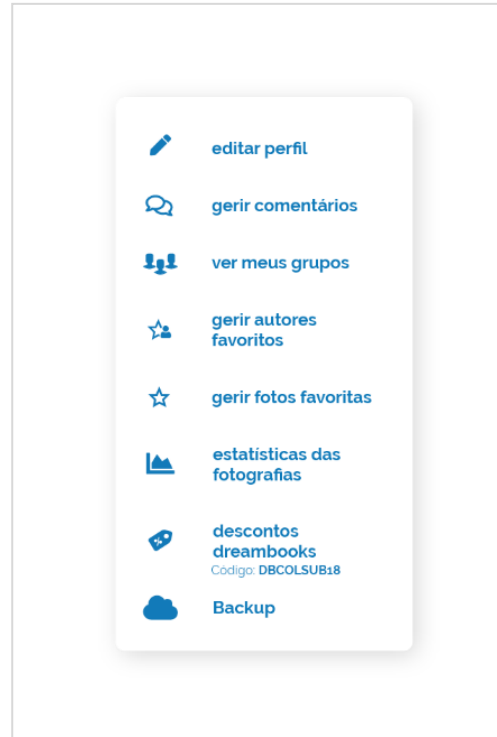 editar perfil
gerir comentários
ver meus grupos
gerir autores
favoritos
gerir fotos favoritas
estatísticas das
fotografias
descontos
dreambooks
Código: DBCOLSUB18
Backup